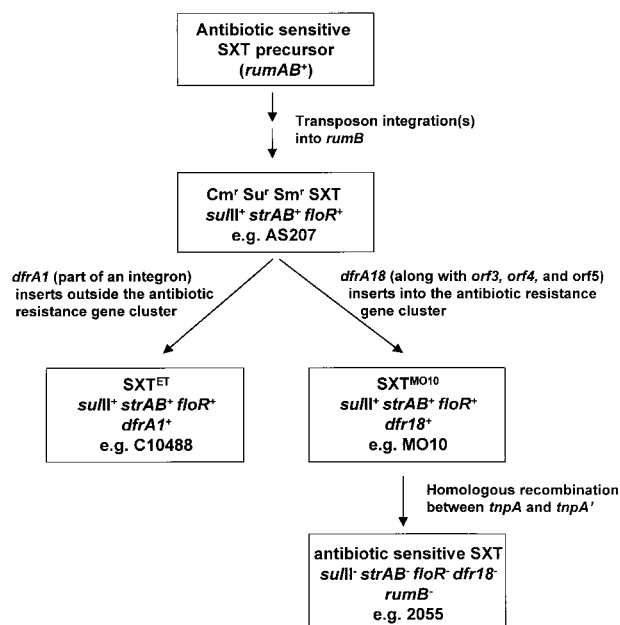 Antibiotic sensitive
SXT precursor
(rumAB⁺)
Transposon integration(s)
into rumB
Cmʳ Suʳ Smʳ SXT
sulII⁺ strAB⁺ floR⁺
e.g. AS207
dfrA1 (part of an integron)
inserts outside the antibiotic
resistance gene cluster
dfrA18 (along with orf3, orf4, and orf5)
inserts into the antibiotic resistance
gene cluster
SXTᴱᵀ
sulII⁺ strAB⁺ floR⁺
dfrA1⁺
e.g. C10488
SXTᴹᴼ¹⁰
sulII⁺ strAB⁺ floR⁺
dfr18⁺
e.g. MO10
Homologous recombination
between tnpA and tnpA'
antibiotic sensitive SXT
sulII⁻ strAB⁻ floR⁻ dfr18⁻
rumB⁻
e.g. 2055